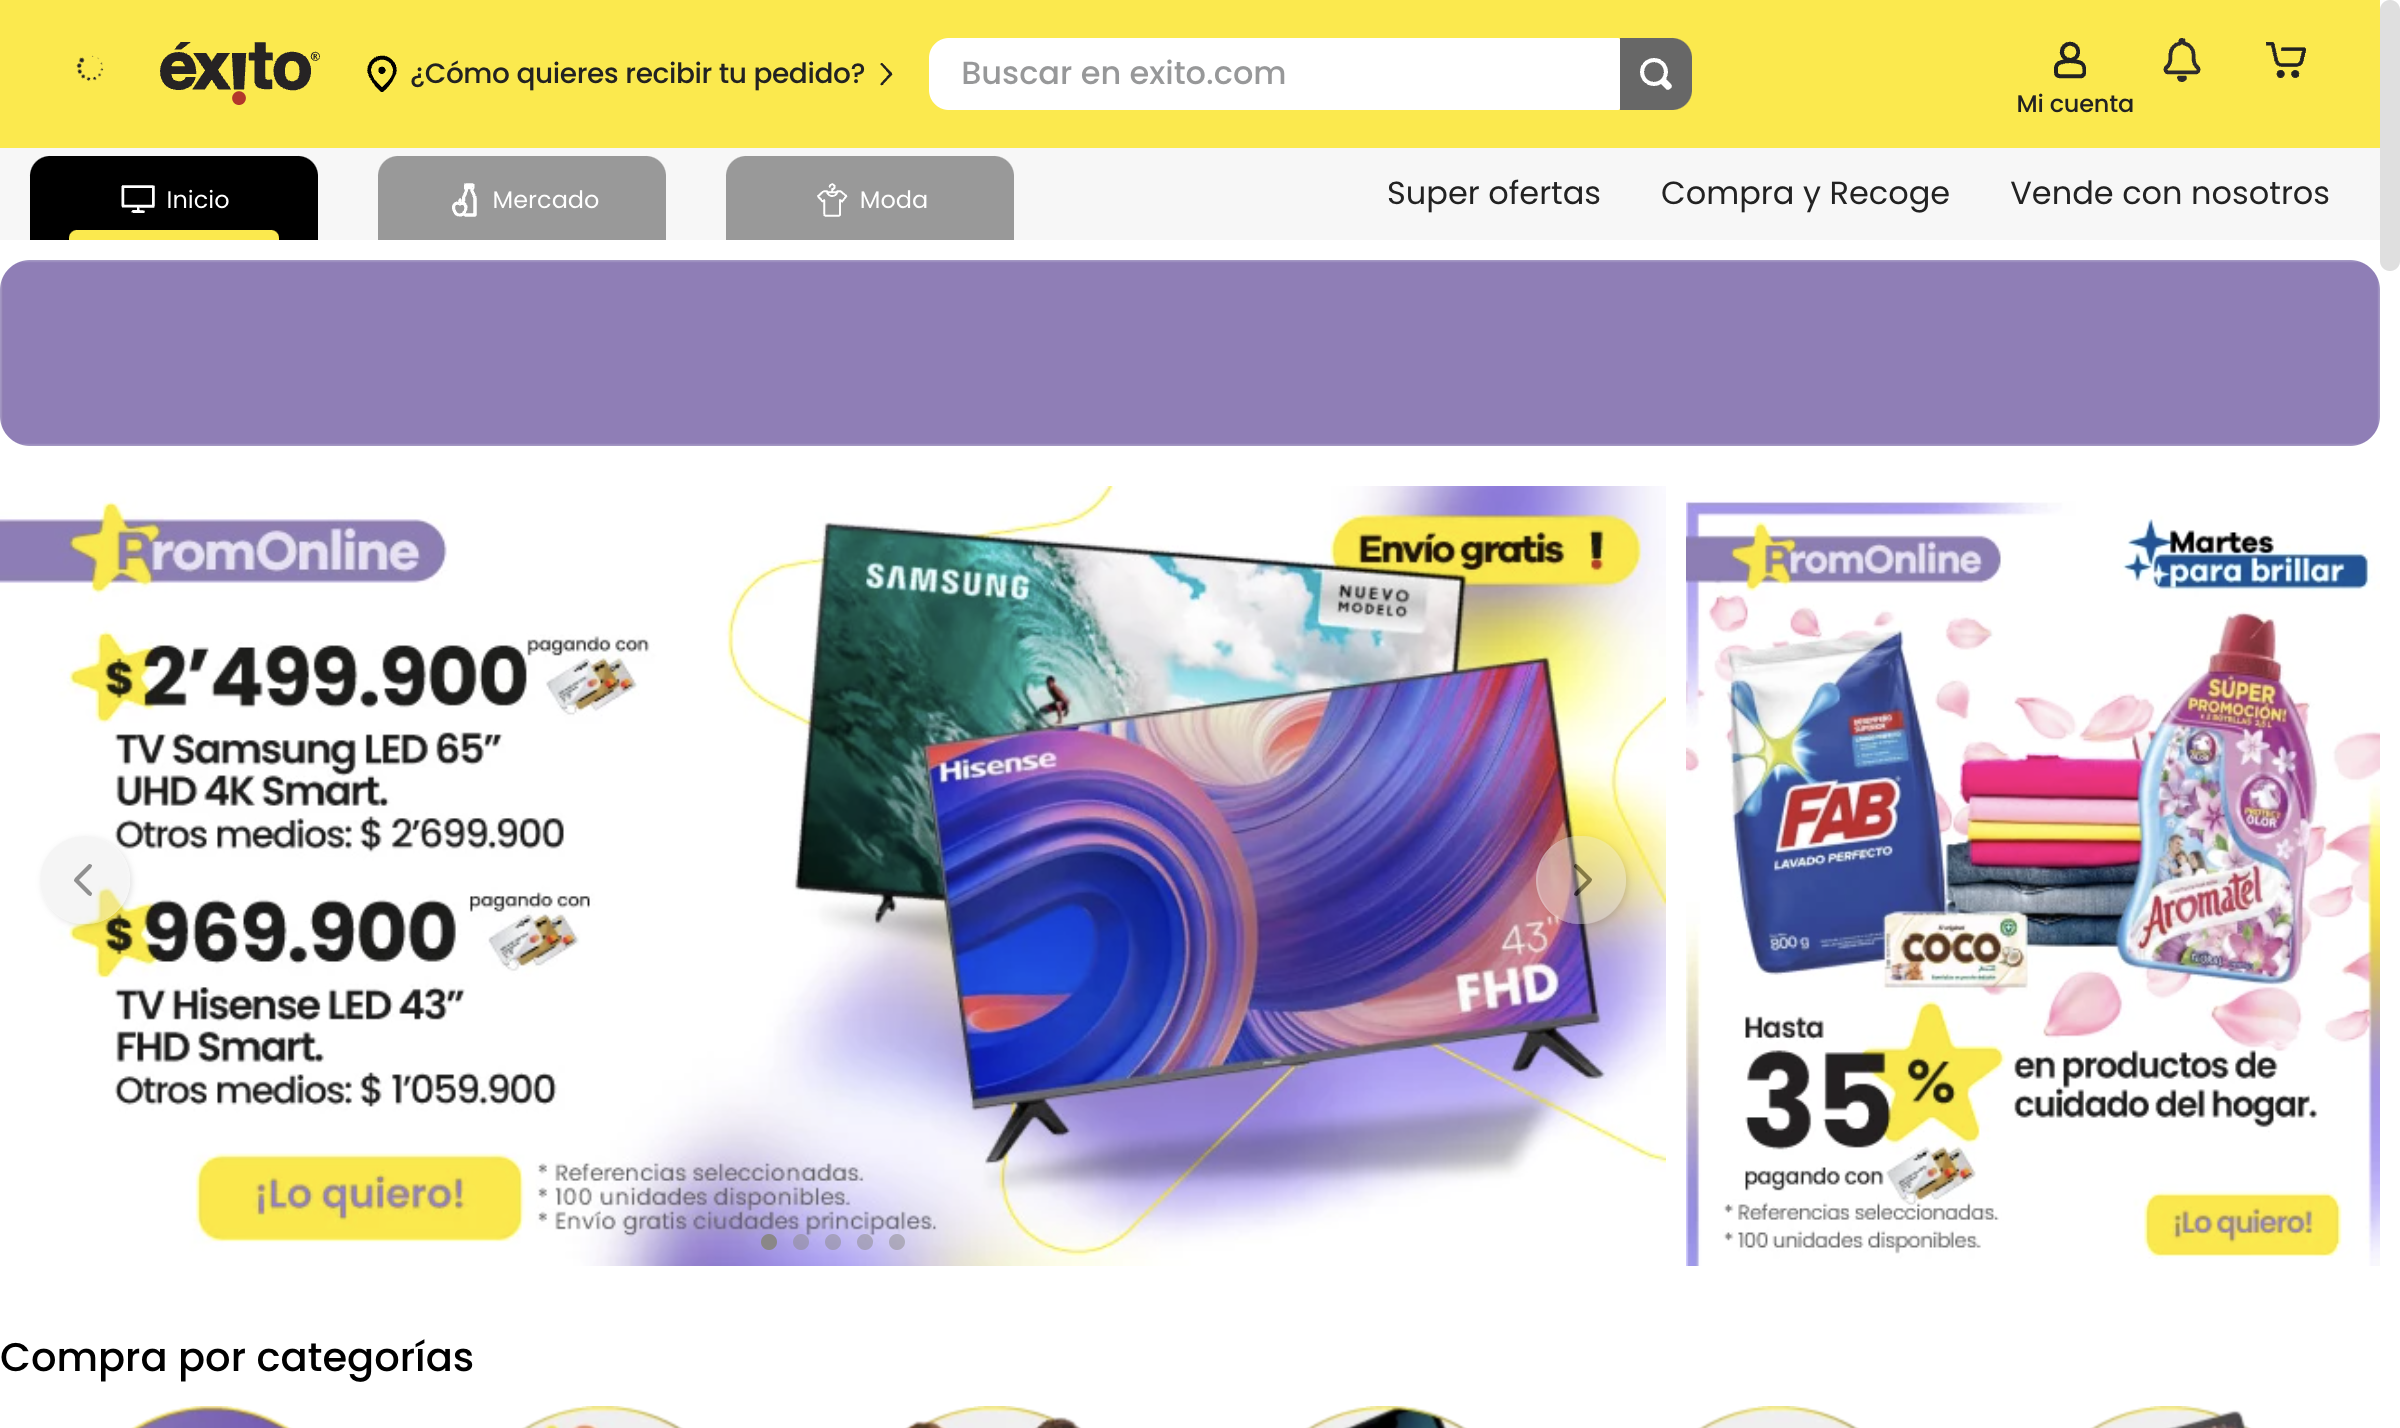 éxito®
¿Cómo quieres recibir tu pedido?
Buscar en exito.com
Mi cuenta
Inicio
Mercado
Moda
Super ofertas
Compra y Recoge
Vende con nosotros
PromOnline
Envío gratis !
$ 2’499.900 pagando con
TV Samsung LED 65”
UHD 4K Smart.
Otros medios: $ 2’699.900
$ 969.900 pagando con
TV Hisense LED 43”
FHD Smart.
Otros medios: $ 1’059.900
¡Lo quiero!
* Referencias seleccionadas.
* 100 unidades disponibles.
* Envío gratis ciudades principales.
SAMSUNG
NUEVO
MODELO
Hisense
43"
FHD
PromOnline
Martes
para brillar
SÚPER
PROMOCIÓN!
FAB
LAVADO PERFECTO
800 g
COCO
Aromatel
Hasta
35 %
en productos de
cuidado del hogar.
pagando con
* Referencias seleccionadas.
* 100 unidades disponibles.
¡Lo quiero!
Compra por categorías